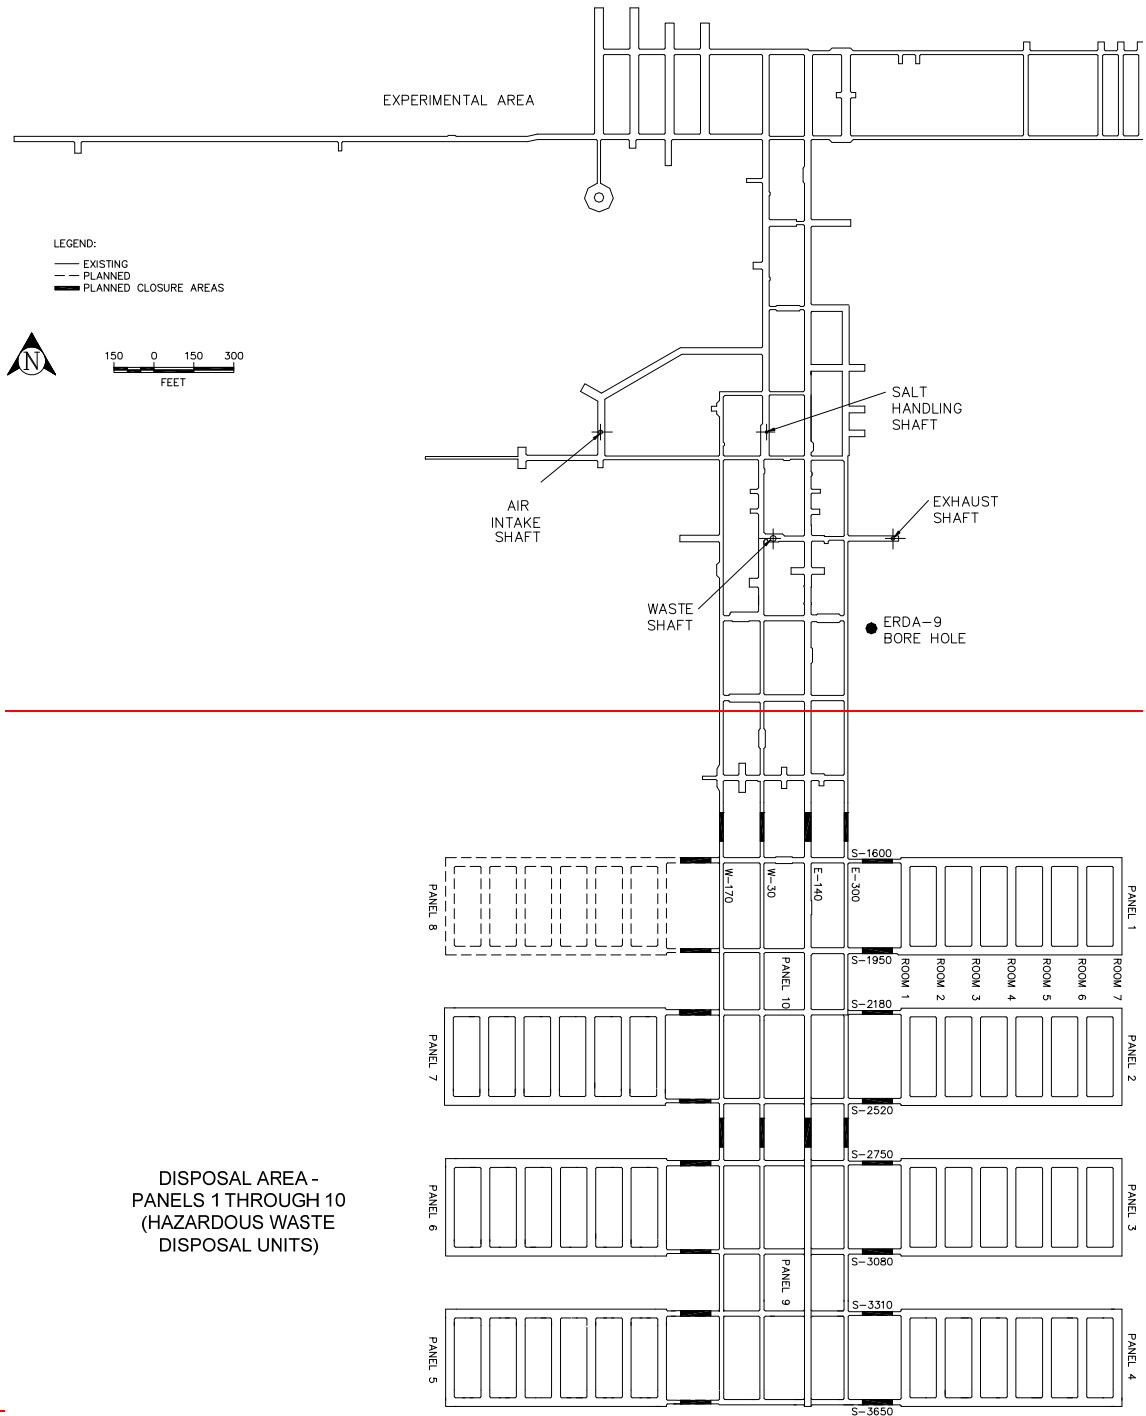 EXPERIMENTAL AREA
LEGEND:
EXISTING
PLANNED
PLANNED CLOSURE AREAS
N
150 0 150 300
FEET
SALT
HANDLING
SHAFT
AIR
INTAKE
SHAFT
EXHAUST
SHAFT
WASTE
SHAFT
ERDA-9
BORE HOLE
S-1600
W-170
W-30
E-140
E-300
PANEL 8
PANEL 1
S-1950
PANEL 10
ROOM 1
ROOM 2
ROOM 3
ROOM 4
ROOM 5
ROOM 6
ROOM 7
S-2180
PANEL 7
PANEL 2
S-2520
S-2750
DISPOSAL AREA -
PANELS 1 THROUGH 10
(HAZARDOUS WASTE
DISPOSAL UNITS)
PANEL 6
PANEL 3
S-3080
PANEL 9
S-3310
PANEL 5
PANEL 4
S-3650